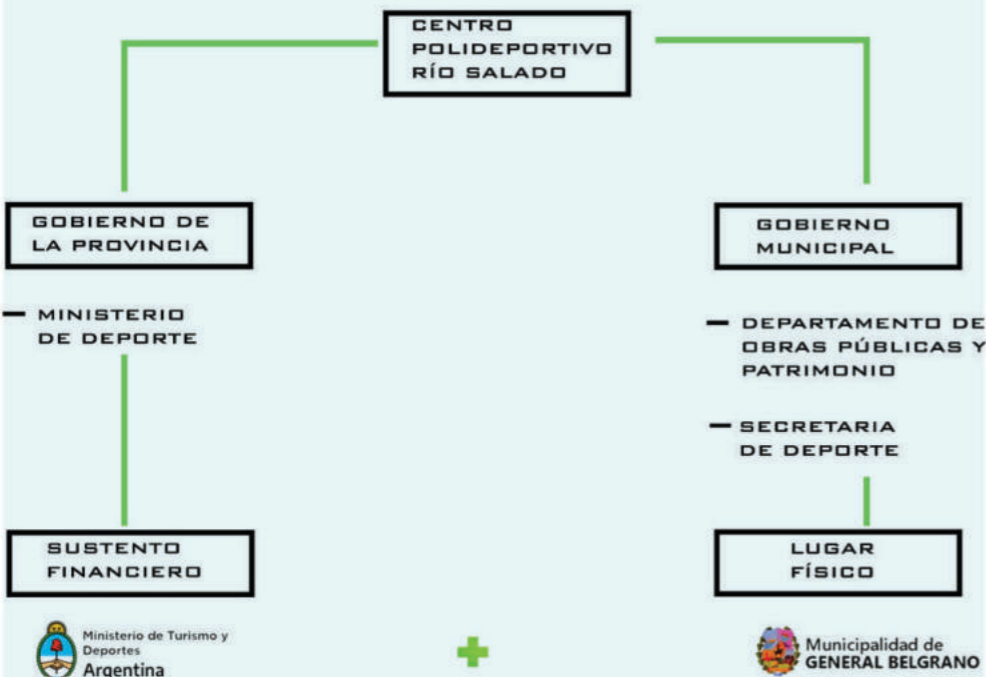 CENTRO
POLIDEPORTIVO
RÍO SALADO
GOBIERNO DE
LA PROVINCIA
MINISTERIO
DE DEPORTE
SUSTENTO
FINANCIERO
GOBIERNO
MUNICIPAL
DEPARTAMENTO DE
OBRAS PÚBLICAS Y
PATRIMONIO
SECRETARIA
DE DEPORTE
LUGAR
FÍSICO
Ministerio de Turismo y
Deportes
Argentina
Municipalidad de
GENERAL BELGRANO